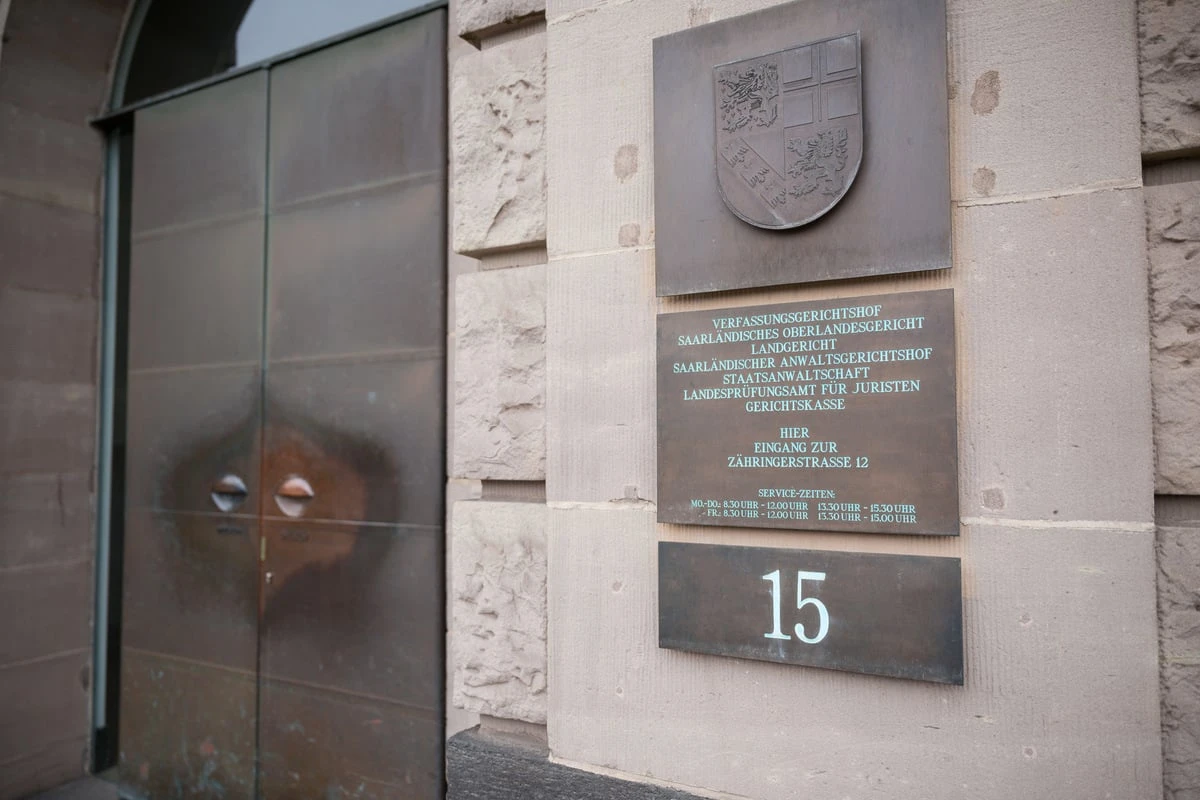 VERFASSUNGSGERICHTSHOF
SAARLÄNDISCHES OBERLANDESGERICHT
LANDGERICHT
SAARLÄNDISCHER ANWALTSGERICHTSHOF
STAATSANWALTSCHAFT
LANDESPRÜFUNGSAMT FÜR JURISTEN
GERICHTSKASSE
HIER
EINGANG ZUR
ZÄHRINGERSTRASSE 12
SERVICE-ZEITEN:
MO.-DO.: 8.30 UHR - 12.00 UHR 13.30 UHR - 15.30 UHR
FR.: 8.30 UHR - 12.00 UHR 13.30 UHR - 15.00 UHR
15